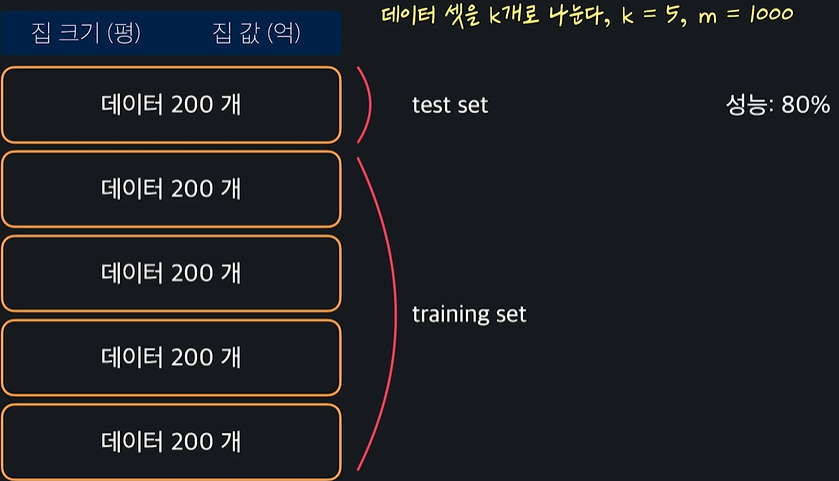 데이터 셋을 k개로 나눈다, k = 5, m = 1000
집 크기 (평) 집 값 (억)
데이터 200 개 test set 성능: 80%
데이터 200 개
데이터 200 개
training set
데이터 200 개
데이터 200 개